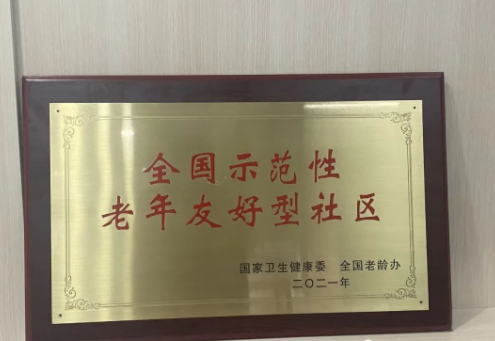 全国示范性
老年友好型社区
国家卫生健康委　全国老龄办
二〇二一年